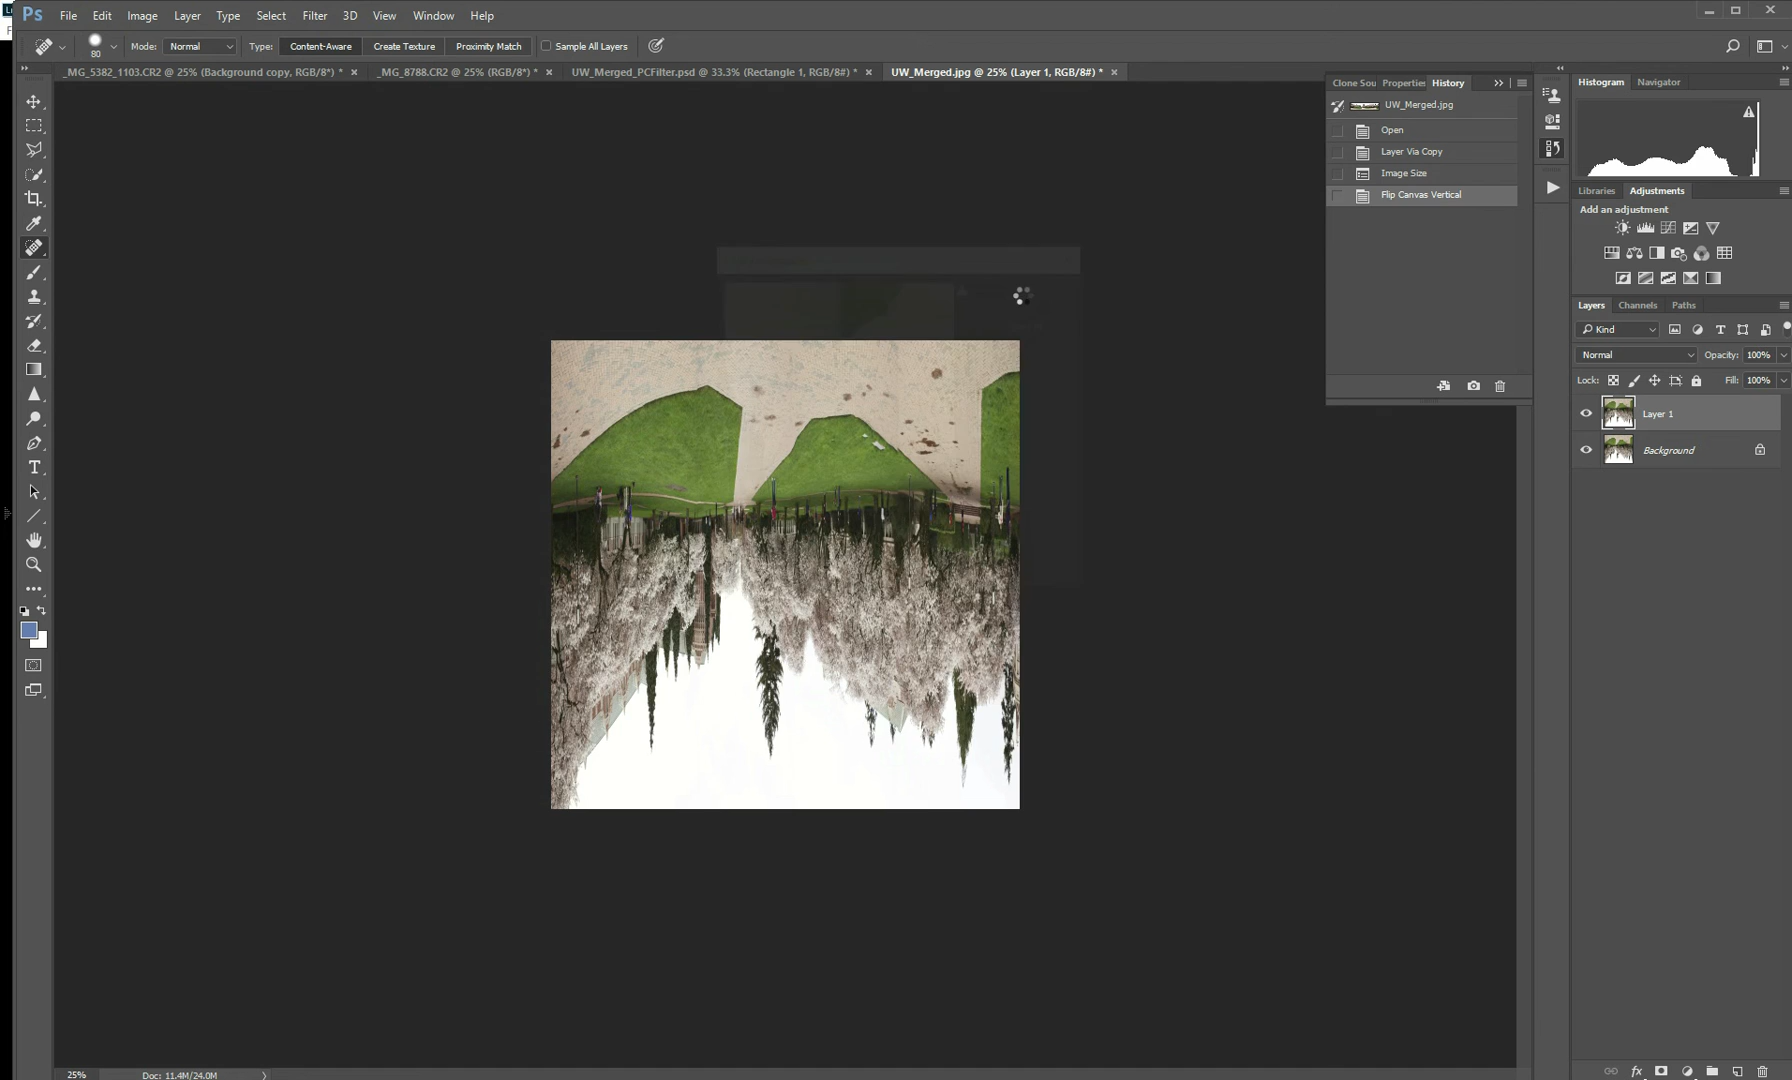 Ps File Edit Image Layer Type Select Filter 3D View Window Help
80 Mode: Normal Type: Content-Aware Create Texture Proximity Match Sample All Layers
_MG_5382_1103.CR2 @ 25% (Background copy, RGB/8*) * × _MG_8788.CR2 @ 25% (RGB/8*) * × UW_Merged_PCFilter.psd @ 33.3% (Rectangle 1, RGB/8#) * × UW_Merged.jpg @ 25% (Layer 1, RGB/8#) * ×
Clone Sou Properties History
UW_Merged.jpg
Open
Layer Via Copy
Image Size
Flip Canvas Vertical
Histogram Navigator
Libraries Adjustments
Add an adjustment
Layers Channels Paths
Kind
Normal Opacity: 100%
Lock: Fill: 100%
Layer 1
Background
25% Doc: 11.4M/24.0M